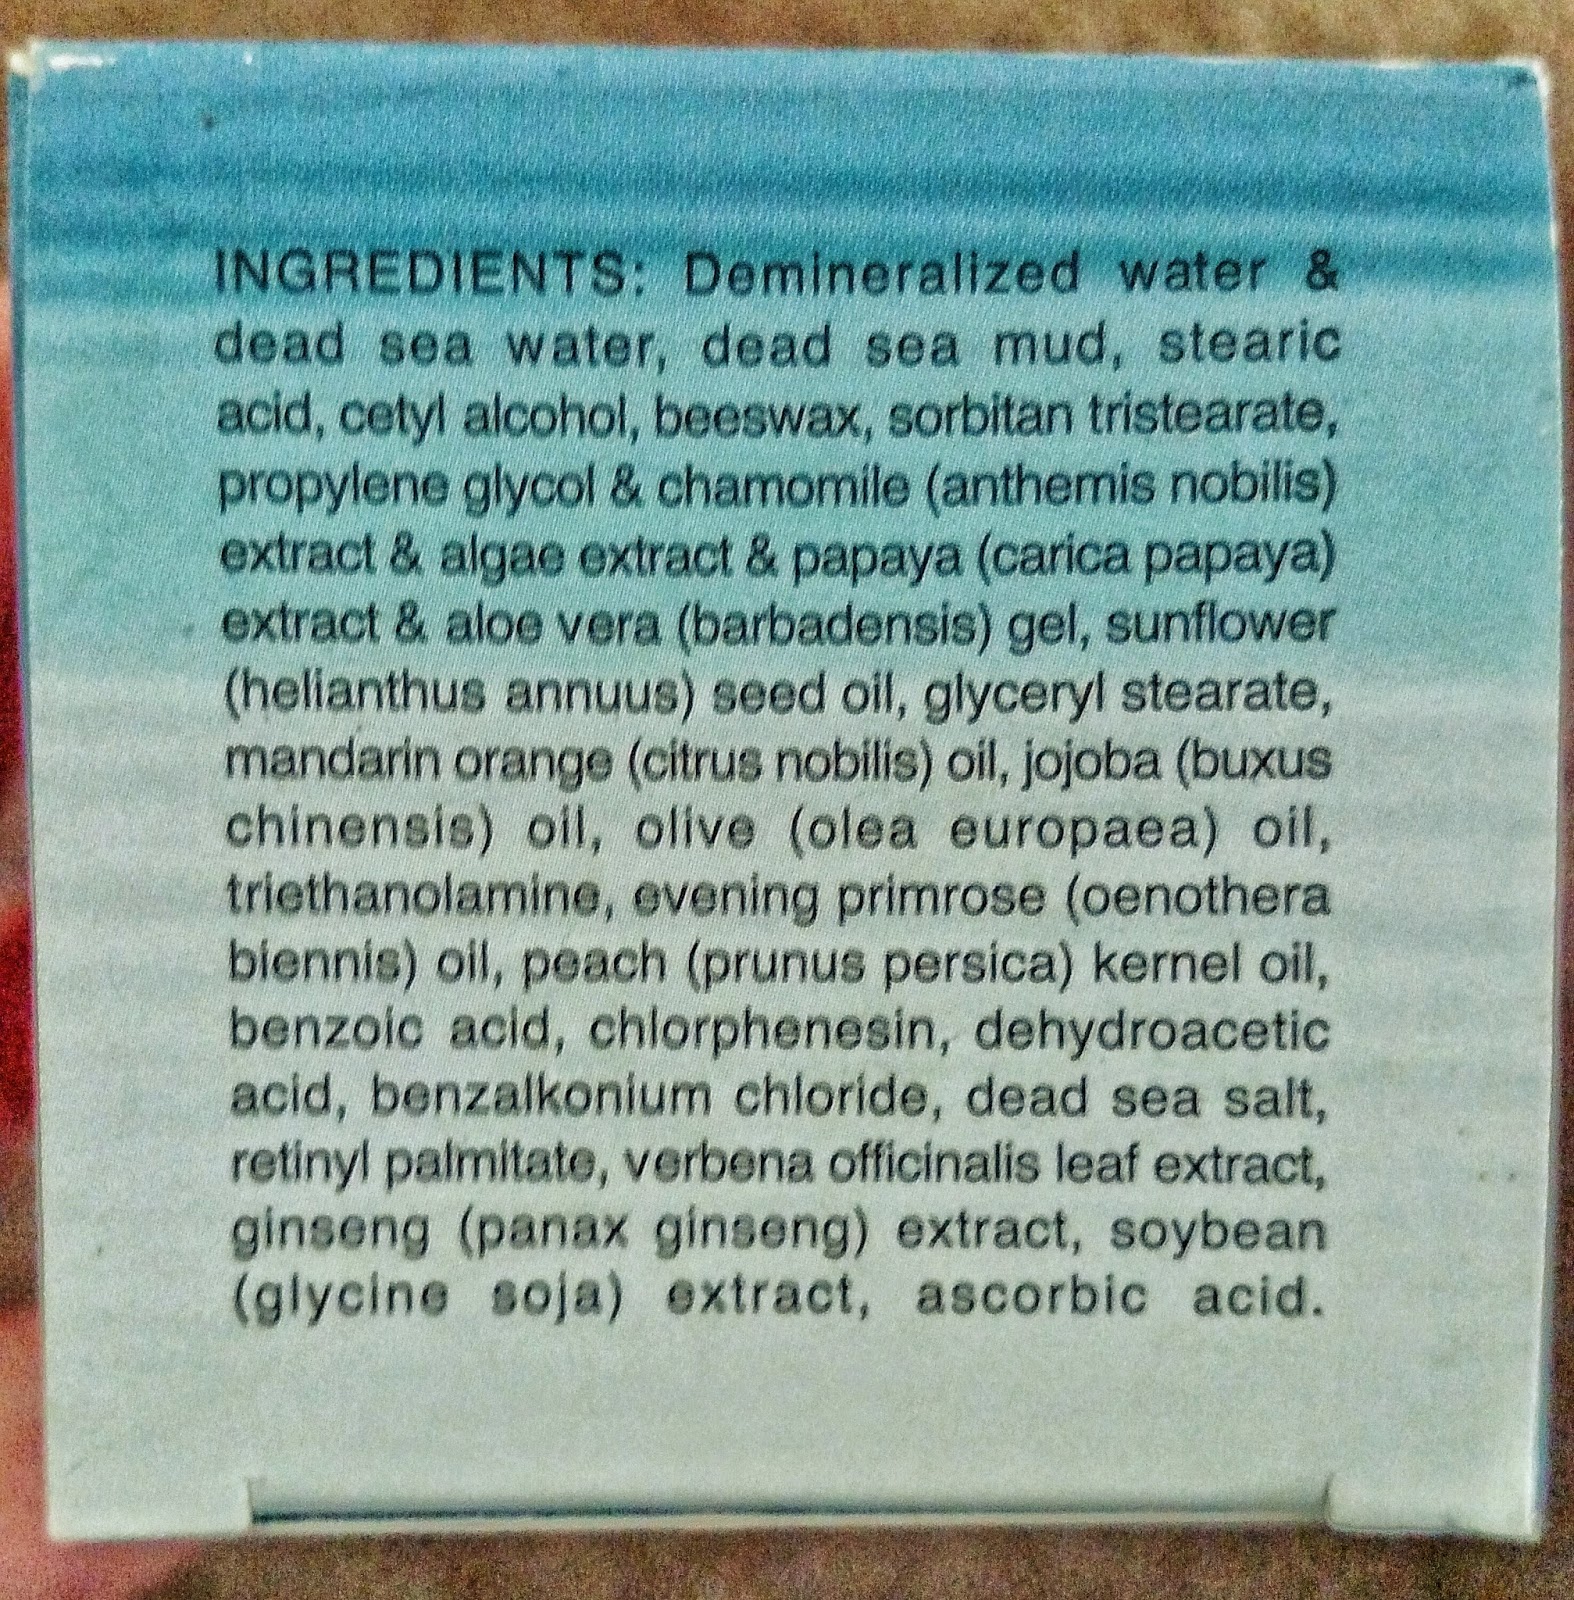 INGREDIENTS: Demineralized water &
dead sea water, dead sea mud, stearic
acid, cetyl alcohol, beeswax, sorbitan tristearate,
propylene glycol & chamomile (anthemis nobilis)
extract & algae extract & papaya (carica papaya)
extract & aloe vera (barbadensis) gel, sunflower
(helianthus annuus) seed oil, glyceryl stearate,
mandarin orange (citrus nobilis) oil, jojoba (buxus
chinensis) oil, olive (olea europaea) oil,
triethanolamine, evening primrose (oenothera
biennis) oil, peach (prunus persica) kernel oil,
benzoic acid, chlorphenesin, dehydroacetic
acid, benzalkonium chloride, dead sea salt,
retinyl palmitate, verbena officinalis leaf extract,
ginseng (panax ginseng) extract, soybean
(glycine soja) extract, ascorbic acid.